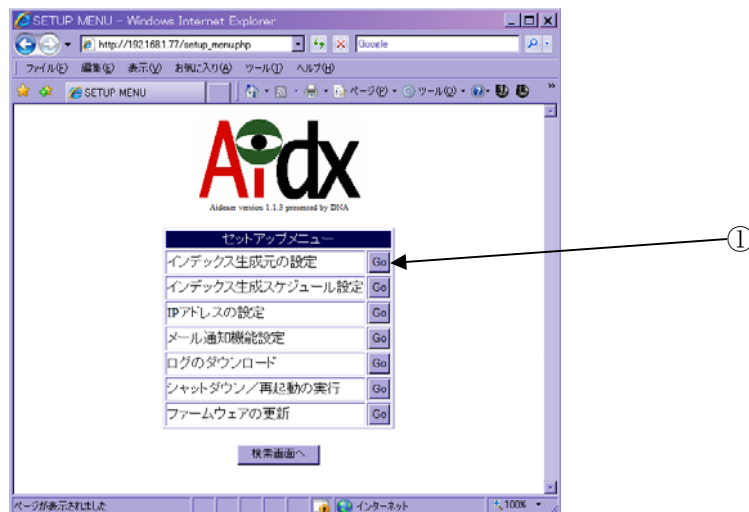 SETUP MENU - Windows Internet Explorer
http://192.168.1.77/setup_menu.php
Google
ファイル(F) 編集(E) 表示(V) お気に入り(A) ツール(T) ヘルプ(H)
SETUP MENU
ページ(P) ツール(O)
Aidx
Aidexer version 1.1.3 presented by DNA
セットアップメニュー
インデックス生成元の設定 Go
①
インデックス生成スケジュール設定 Go
IPアドレスの設定 Go
メール通知機能設定 Go
ログのダウンロード Go
シャットダウン／再起動の実行 Go
ファームウェアの更新 Go
検索画面へ
ページが表示されました インターネット 100%